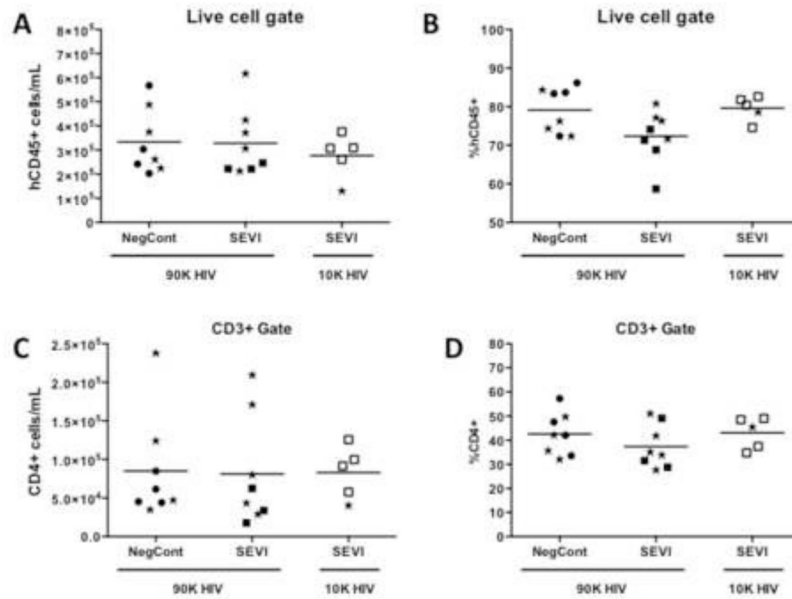 A
Live cell gate
hCD45+ cells/mL
8×10⁵
7×10⁵
6×10⁵
5×10⁵
4×10⁵
3×10⁵
2×10⁵
1×10⁵
0
NegCont SEVI SEVI
90K HIV 10K HIV
B
Live cell gate
%hCD45+
100
90
80
70
60
50
NegCont SEVI SEVI
90K HIV 10K HIV
C
CD3+ Gate
CD4+ cells/mL
2.5×10⁵
2.0×10⁵
1.5×10⁵
1.0×10⁵
5.0×10⁴
0.0
NegCont SEVI SEVI
90K HIV 10K HIV
D
CD3+ Gate
%CD4+
80
70
60
50
40
30
20
10
0
NegCont SEVI SEVI
90K HIV 10K HIV